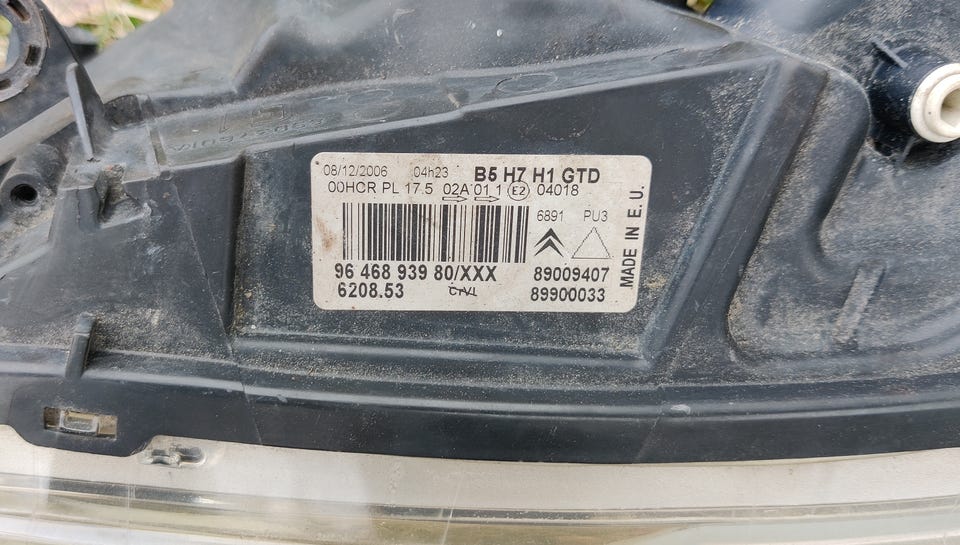 08/12/2006 04h23 B5 H7 H1 GTD
00HCR PL 17.5 02A 01 1 E2 04018
6891 PU3
96 468 939 80/XXX 89009407
6208.53 89900033
MADE IN E.U.